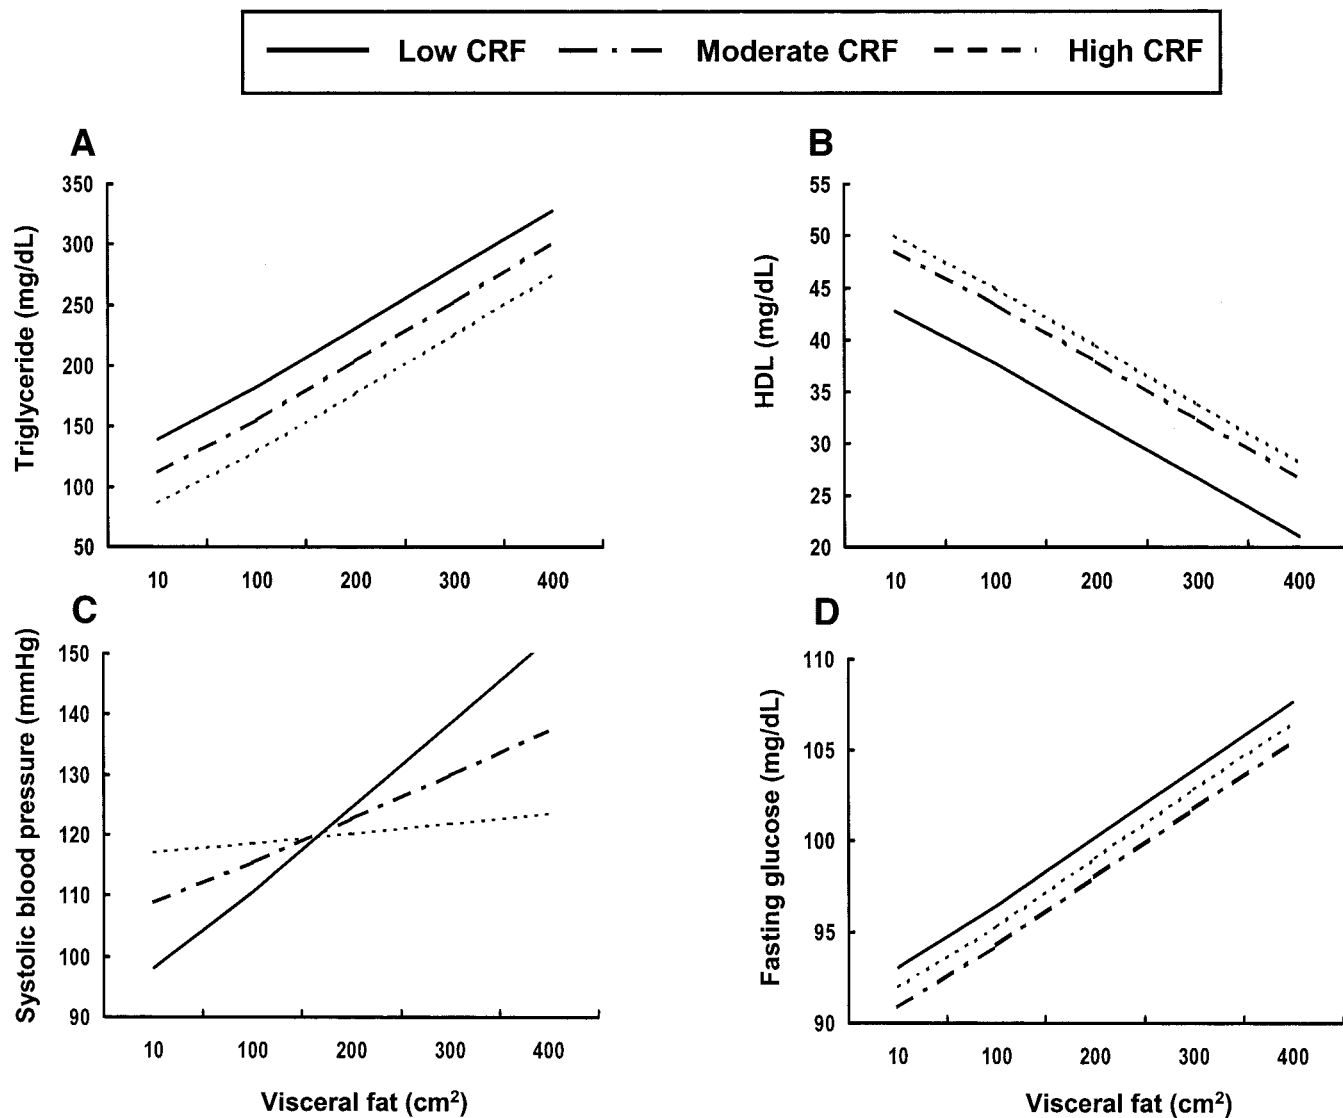 Low CRF Moderate CRF High CRF
A
Triglyceride (mg/dL)
350
300
250
200
150
100
50
10 100 200 300 400
B
HDL (mg/dL)
55
50
45
40
35
30
25
20
10 100 200 300 400
C
Systolic blood pressure (mmHg)
150
140
130
120
110
100
90
10 100 200 300 400
Visceral fat (cm²)
D
Fasting glucose (mg/dL)
110
105
100
95
90
10 100 200 300 400
Visceral fat (cm²)